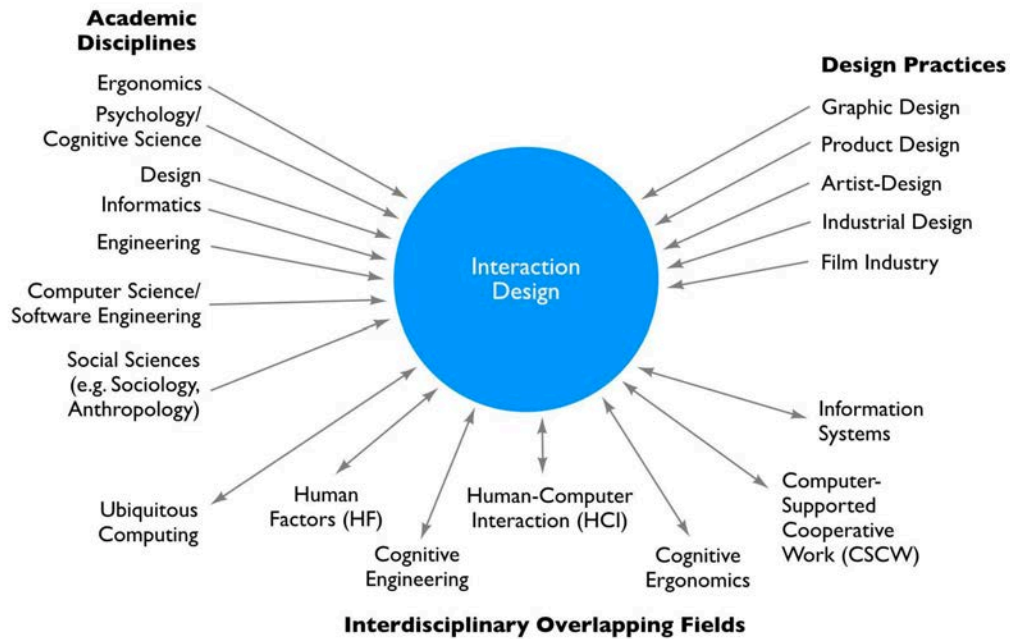 Academic
Disciplines
Ergonomics
Psychology/
Cognitive Science
Design
Informatics
Engineering
Computer Science/
Software Engineering
Social Sciences
(e.g. Sociology,
Anthropology)
Design Practices
Graphic Design
Product Design
Artist-Design
Industrial Design
Film Industry
Interaction
Design
Ubiquitous
Computing
Human
Factors (HF)
Cognitive
Engineering
Human-Computer
Interaction (HCI)
Cognitive
Ergonomics
Computer-
Supported
Cooperative
Work (CSCW)
Information
Systems
Interdisciplinary Overlapping Fields